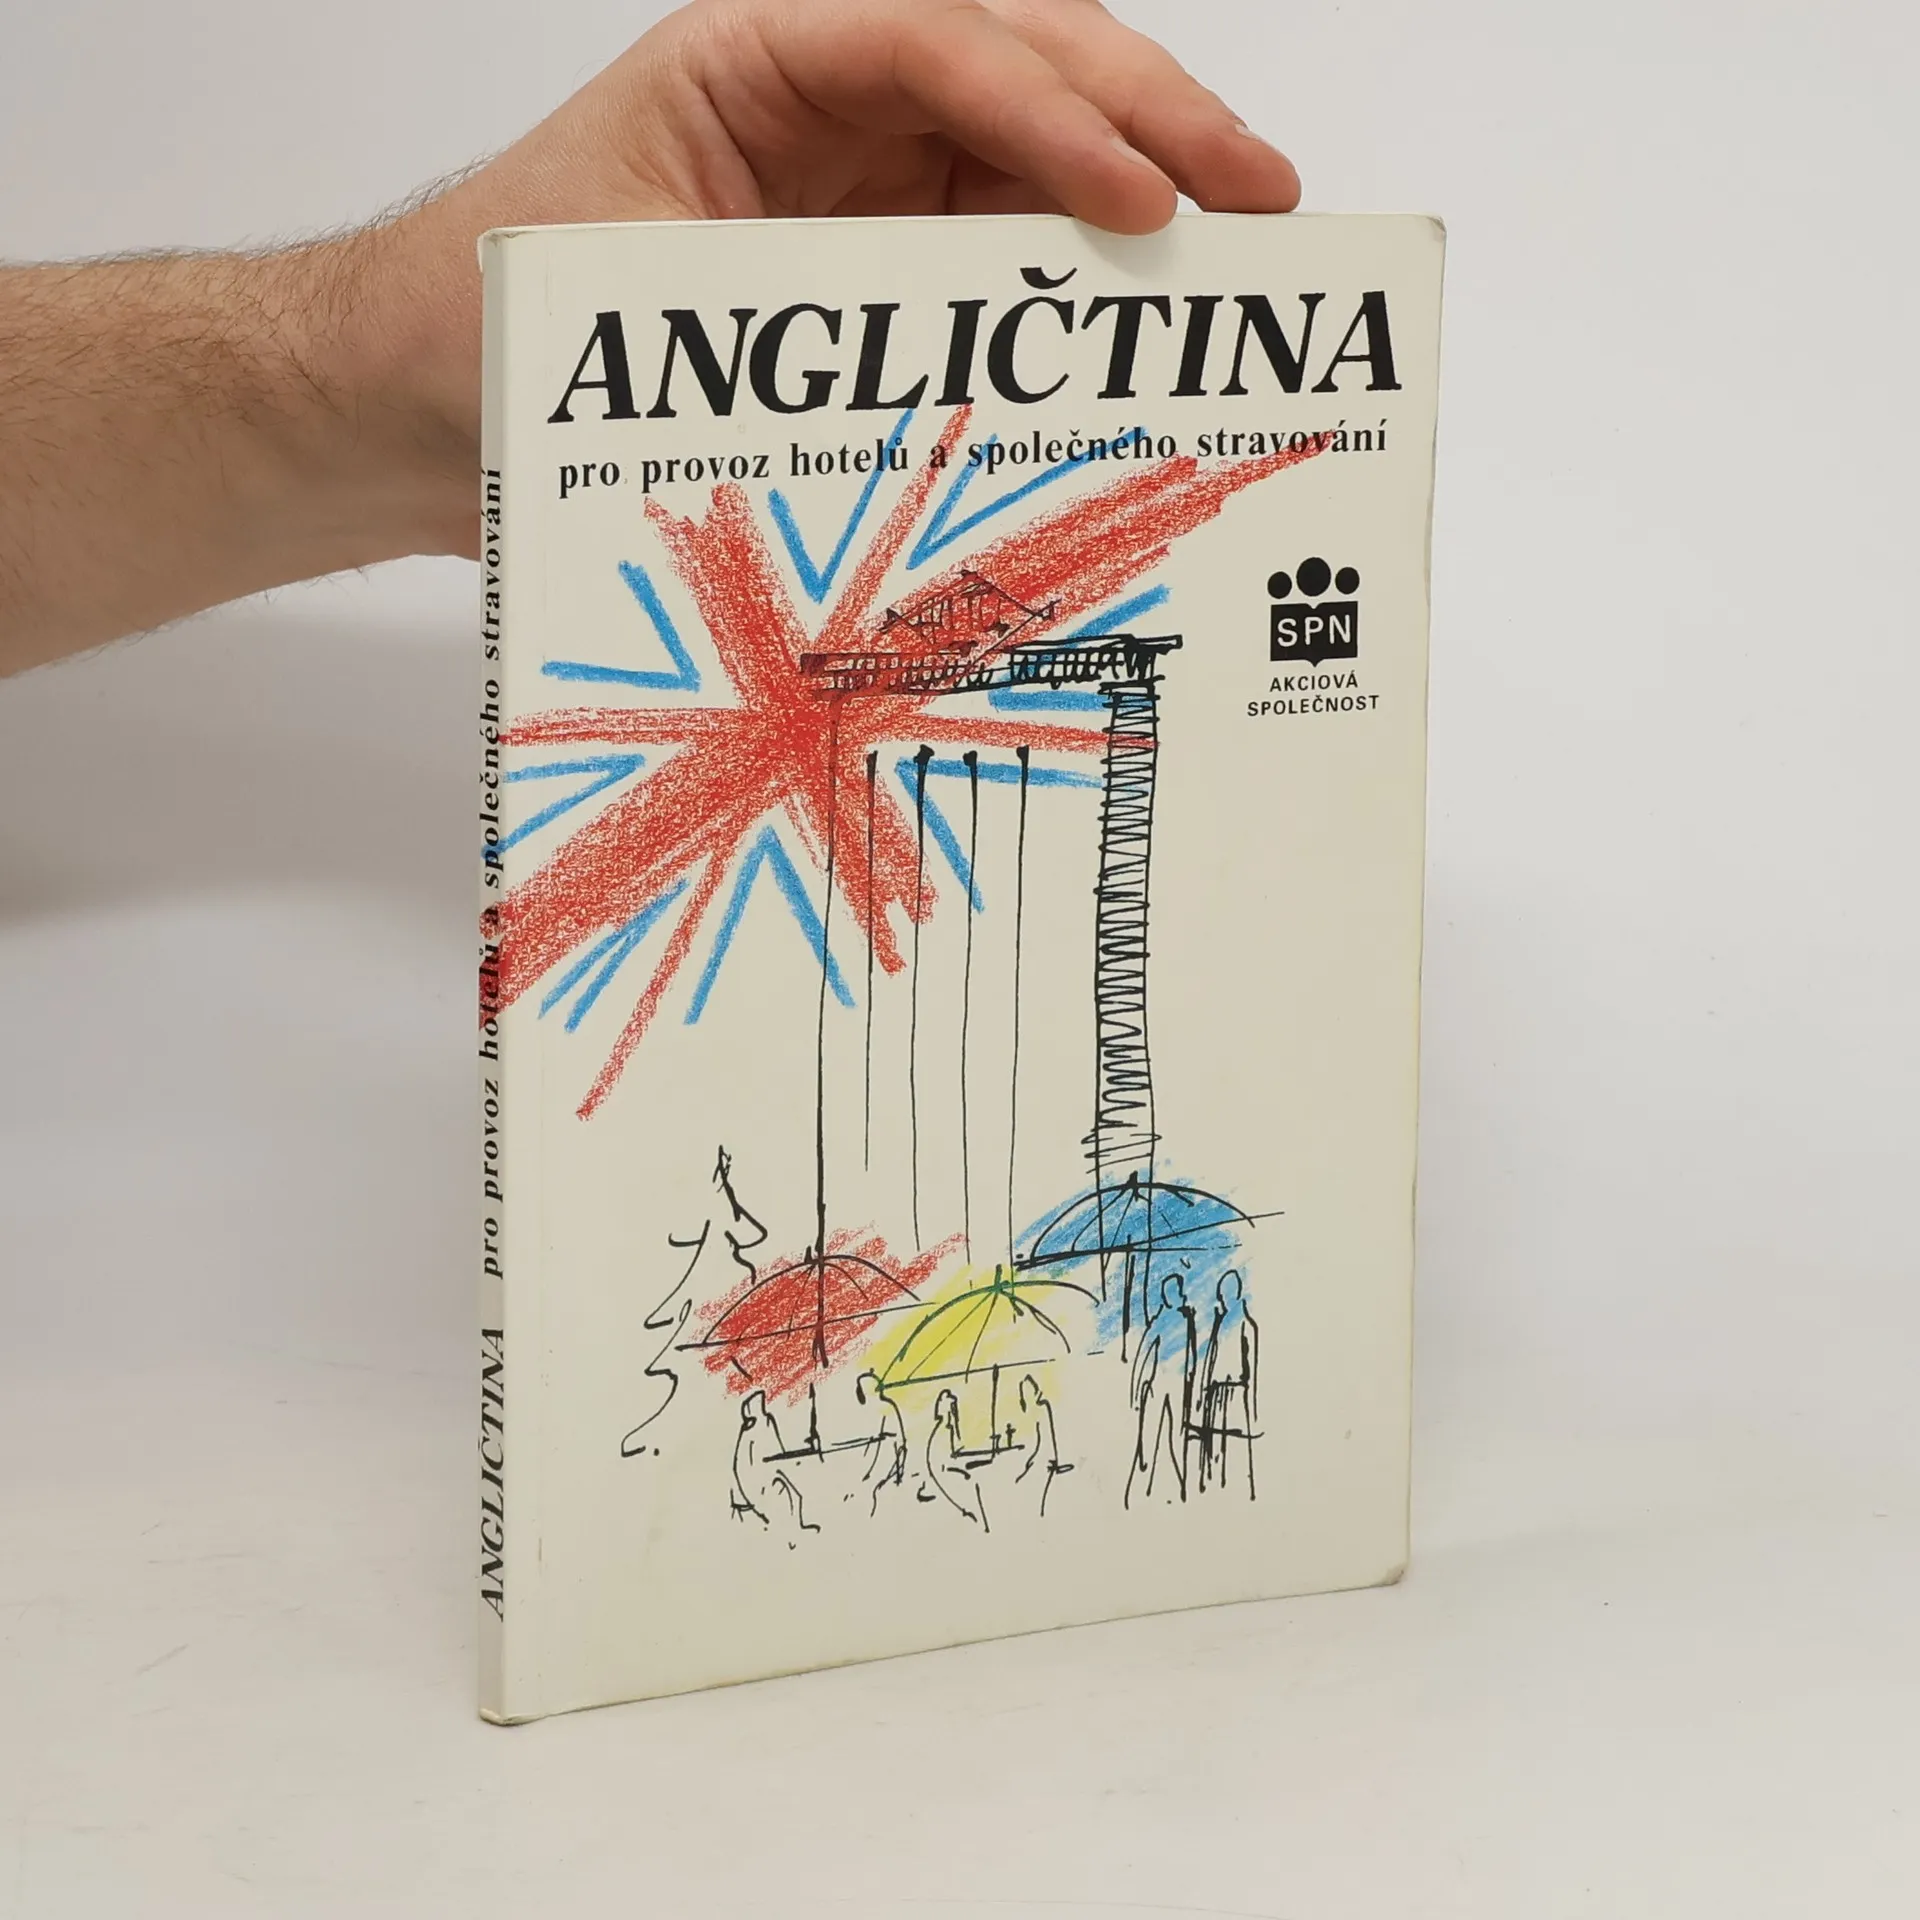 ANGLIČTINA
pro provoz hotelů a společného stravování
SPN
AKCIOVÁ
SPOLEČNOST
ANGLIČTINA pro provoz hotelů a společného stravování